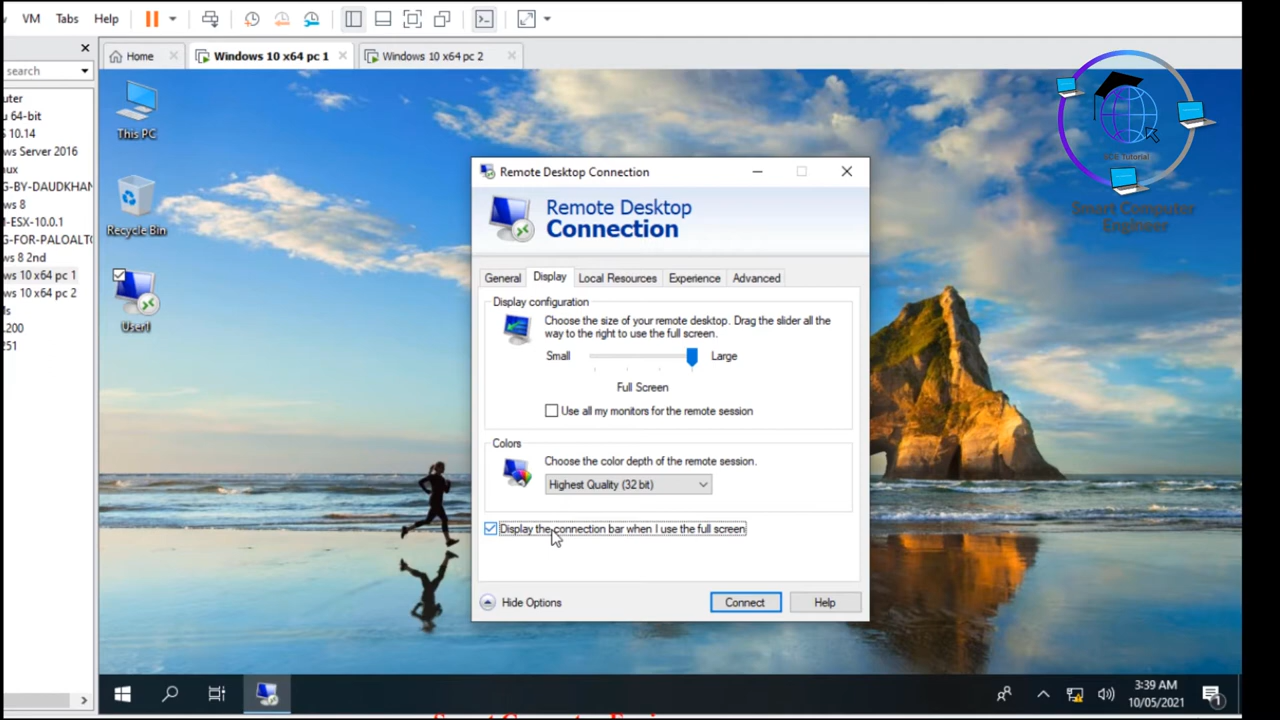 VM Tabs Help
Home
Windows 10 x64 pc 1
Windows 10 x64 pc 2
search
uter
u 64-bit
S 10.14
ws Server 2016
nux
G-BY-DAUDKHAN
ws 8
M-ESX-10.0.1
G-FOR-PALOALT
ws 8 2nd
ws 10 x64 pc 1
ws 10 x64 pc 2
ls
.200
251
This PC
Recycle Bin
User1
Remote Desktop Connection
Remote Desktop
Connection
General Display Local Resources Experience Advanced
Display configuration
Choose the size of your remote desktop. Drag the slider all the
way to the right to use the full screen.
Small Large
Full Screen
Use all my monitors for the remote session
Colors
Choose the color depth of the remote session.
Highest Quality (32 bit)
Display the connection bar when I use the full screen
Hide Options
Connect
Help
Tutorial
Smart Computer
Engineer
3:39 AM
10/05/2021
1